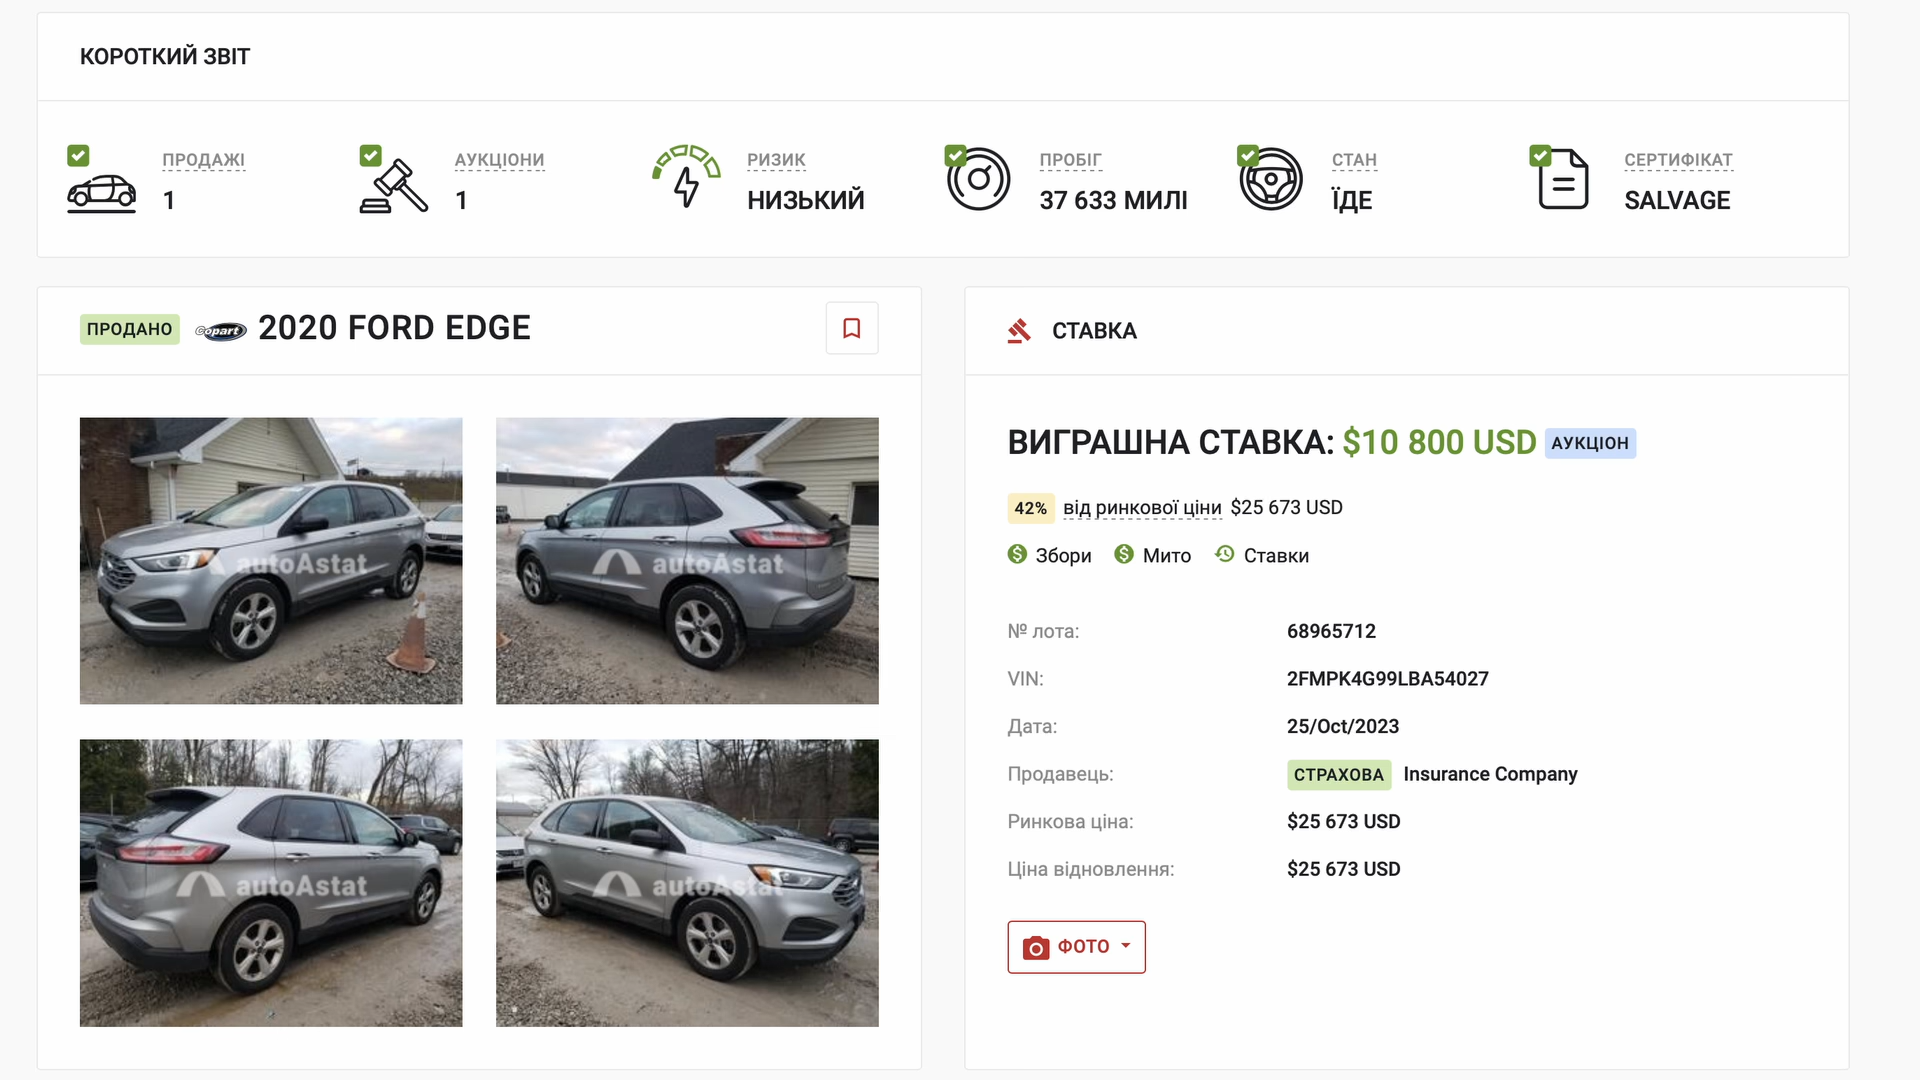 КОРОТКИЙ ЗВІТ
ПРОДАЖІ
1
АУКЦІОНИ
1
РИЗИК
НИЗЬКИЙ
ПРОБІГ
37 633 МИЛІ
СТАН
ЇДЕ
СЕРТИФІКАТ
SALVAGE
ПРОДАНО Copart 2020 FORD EDGE
autoAstat
autoAstat
autoAstat
autoAstat
СТАВКА
ВИГРАШНА СТАВКА: $10 800 USD АУКЦІОН
42% від ринкової ціни $25 673 USD
Збори Мито Ставки
№ лота: 68965712
VIN: 2FMPK4G99LBA54027
Дата: 25/Oct/2023
Продавець: СТРАХОВА Insurance Company
Ринкова ціна: $25 673 USD
Ціна відновлення: $25 673 USD
ФОТО